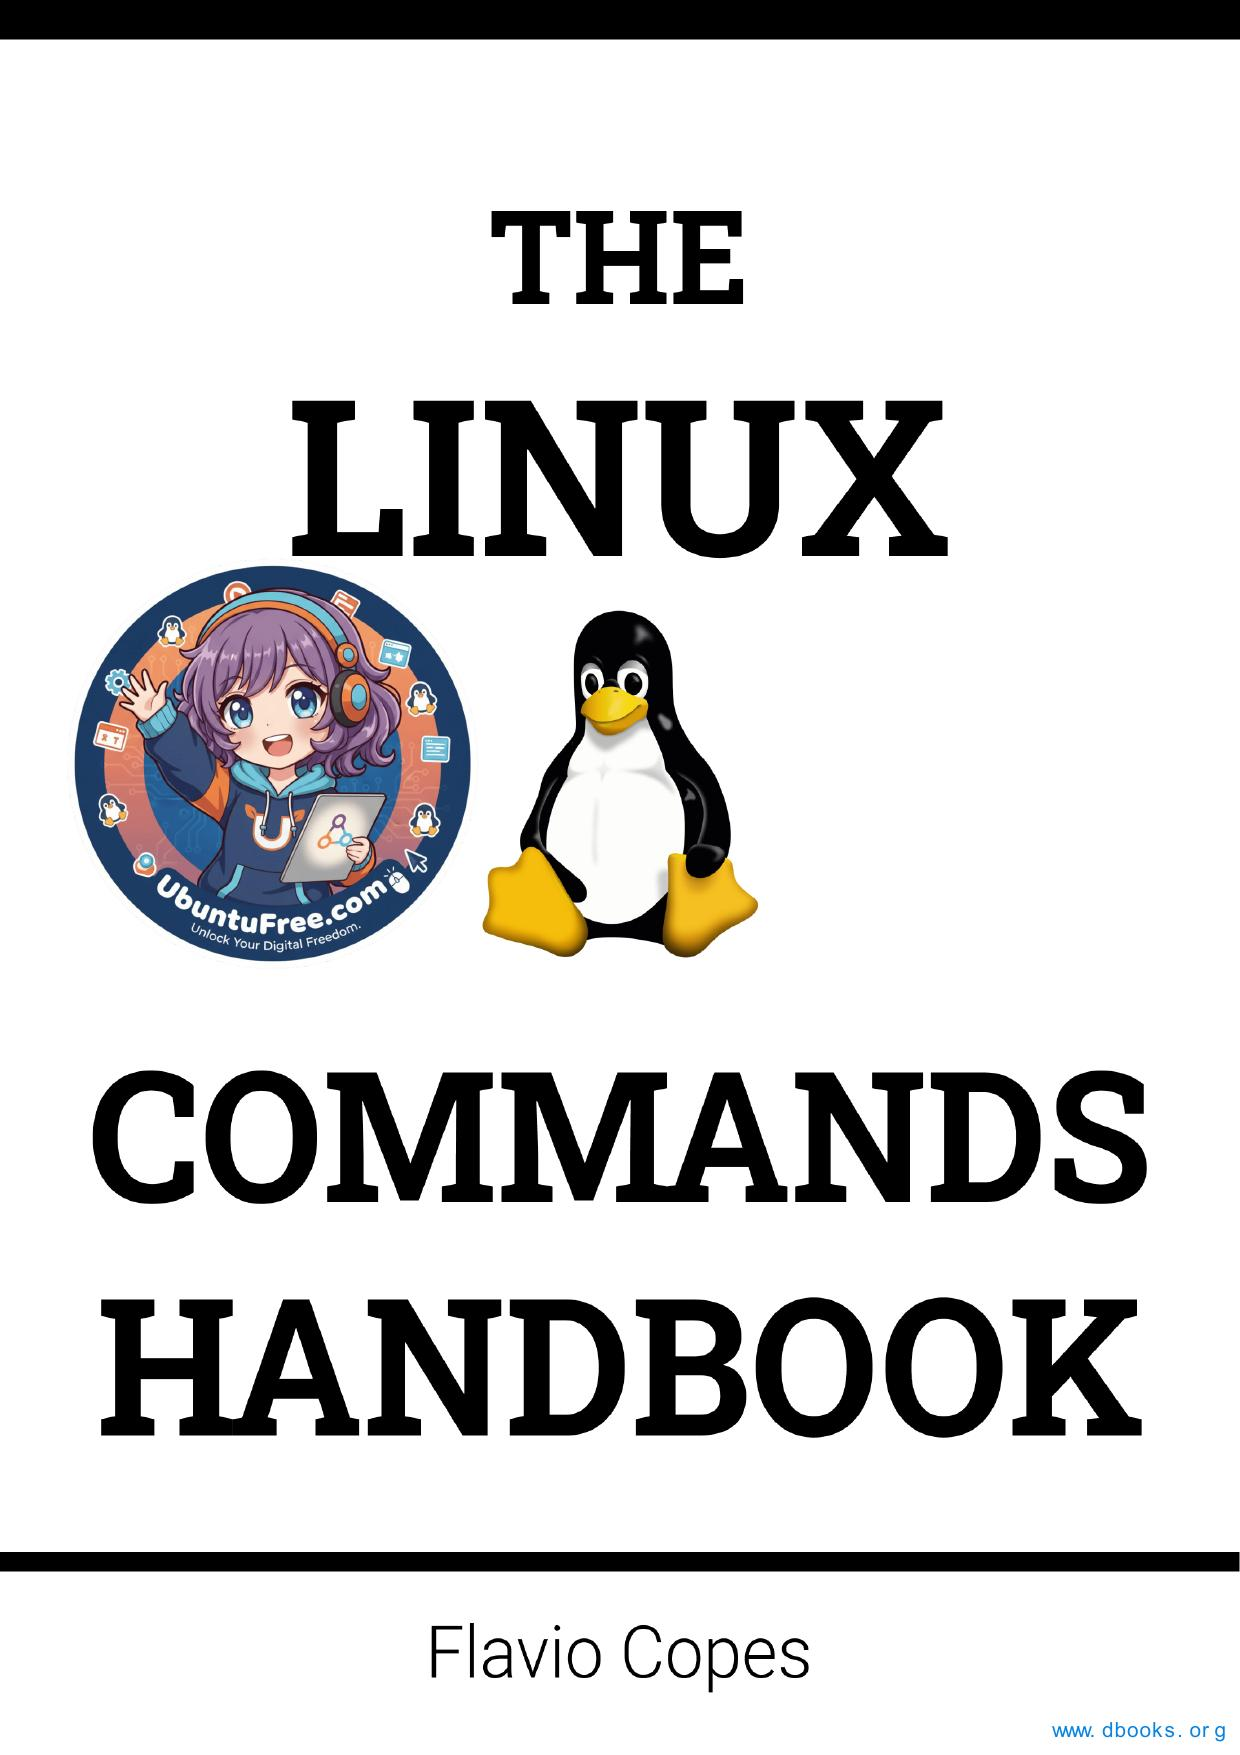 THE
LINUX
UbuntuFree.com
Unlock Your Digital Freedom.
COMMANDS
HANDBOOK
Flavio Copes
www.dbooks.org